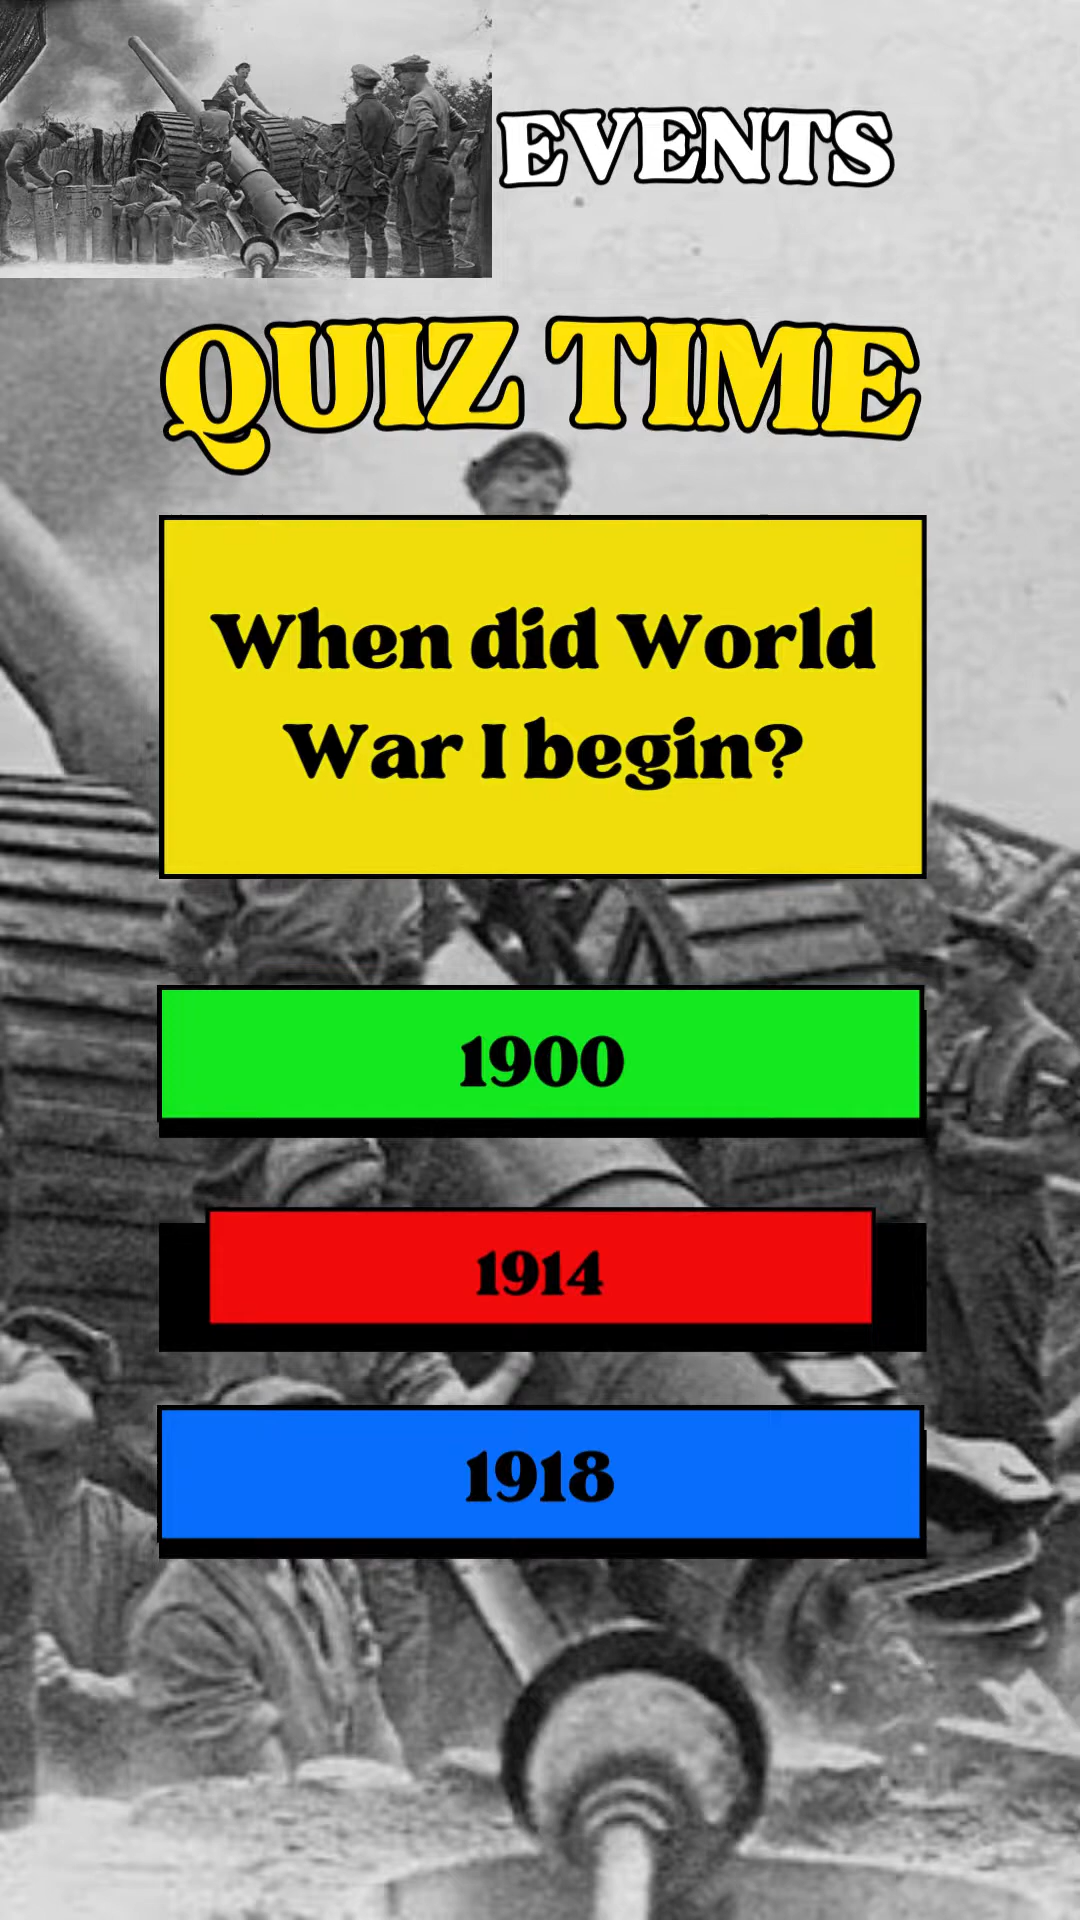 EVENTS
QUIZ TIME
When did World
War I begin?
1900
1914
1918